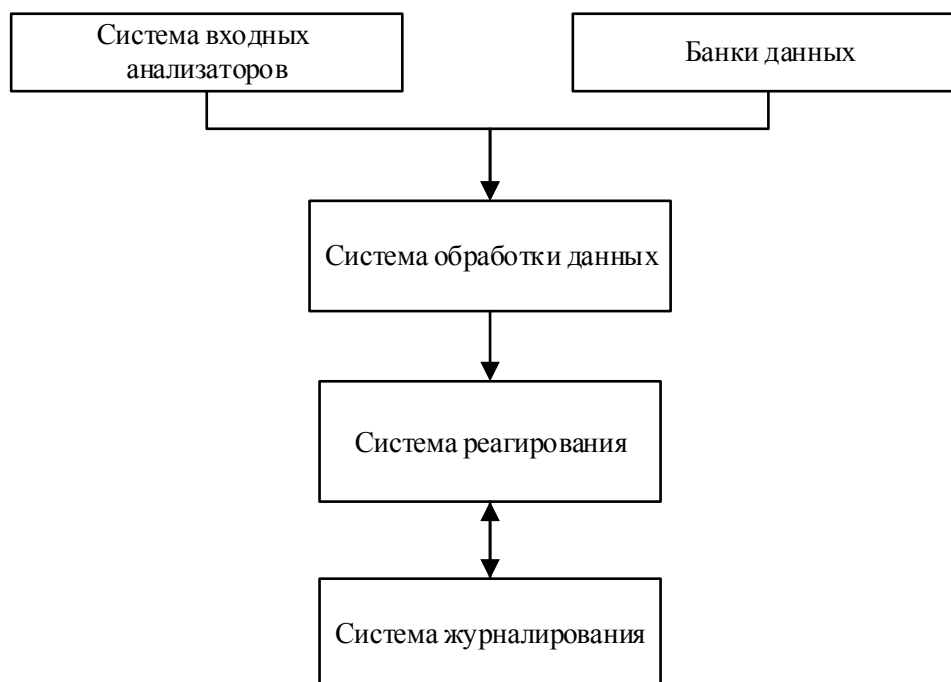 Система входных
анализаторов
Банки данных
Система обработки данных
Система реагирования
Система журналирования